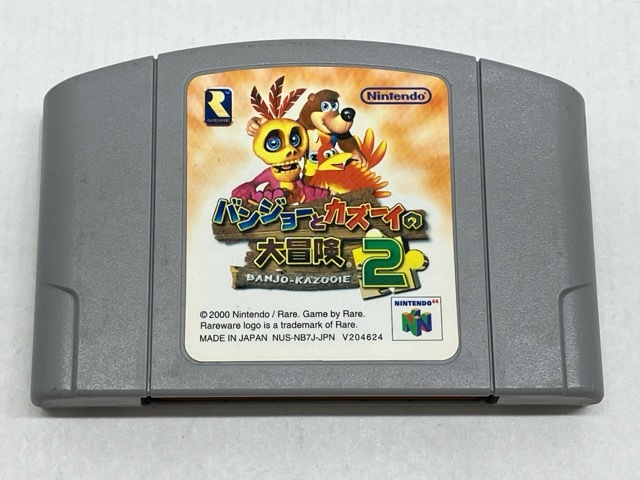 R
RAREWARE
Nintendo
バンジョーとカズーイの
大冒険2
BANJO-KAZOOIE
© 2000 Nintendo / Rare. Game by Rare.
Rareware logo is a trademark of Rare.
MADE IN JAPAN NUS-NB7J-JPN V204624
NINTENDO 64
N